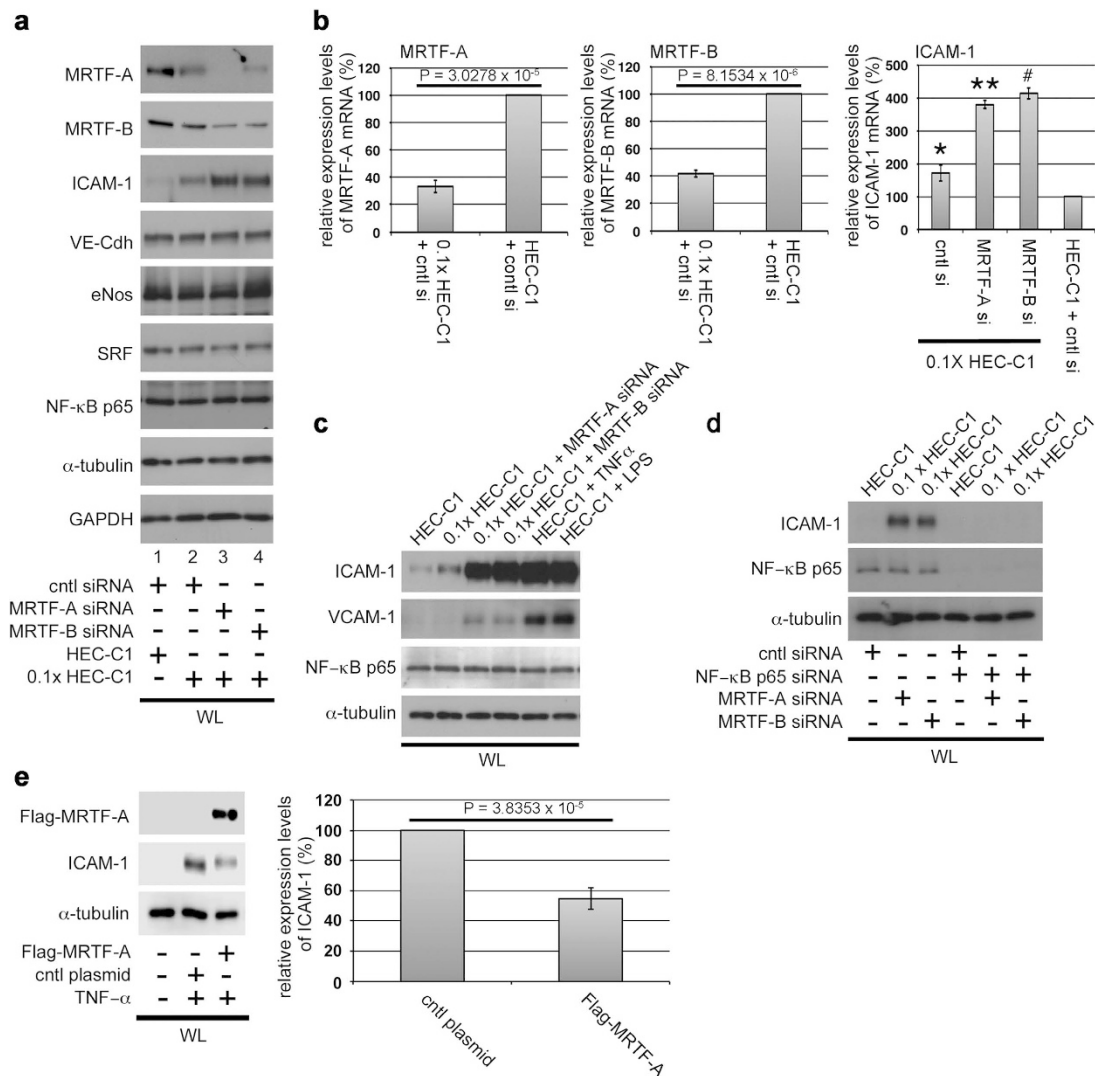 a
MRTF-A
MRTF-B
ICAM-1
VE-Cdh
eNos
SRF
NF-κB p65
α-tubulin
GAPDH
1 2 3 4
cntl siRNA + + - -
MRTF-A siRNA - - + -
MRTF-B siRNA - - - +
HEC-C1 + - - -
0.1x HEC-C1 - + + +
WL
b
MRTF-A
P = 3.0278 x 10-5
relative expression levels
of MRTF-A mRNA (%)
120
100
80
60
40
20
0
0.1x HEC-C1
+ cntl si
HEC-C1
+ contl si
MRTF-B
P = 8.1534 x 10-6
relative expression levels
of MRTF-B mRNA (%)
120
100
80
60
40
20
0
0.1x HEC-C1
+ cntl si
HEC-C1
+ cntl si
ICAM-1
relative expression levels
of ICAM-1 mRNA (%)
500
400
300
200
100
0
*
**
#
cntl si
MRTF-A si
MRTF-B si
HEC-C1 + cntl si
0.1X HEC-C1
c
HEC-C1
0.1x HEC-C1
0.1x HEC-C1 + MRTF-A siRNA
0.1x HEC-C1 + MRTF-B siRNA
HEC-C1 + TNFα
HEC-C1 + LPS
ICAM-1
VCAM-1
NF-κB p65
α-tubulin
WL
d
HEC-C1
0.1 x HEC-C1
0.1x HEC-C1
HEC-C1
0.1x HEC-C1
0.1x HEC-C1
ICAM-1
NF-κB p65
α-tubulin
cntl siRNA + - - + - -
NF-κB p65 siRNA - - - + + +
MRTF-A siRNA - + - - + -
MRTF-B siRNA - - + - - +
WL
e
Flag-MRTF-A
ICAM-1
α-tubulin
Flag-MRTF-A - - +
cntl plasmid - + -
TNF-α - + +
WL
relative expression levels
of ICAM-1 (%)
120
100
80
60
40
20
0
P = 3.8353 x 10-5
cntl plasmid
Flag-MRTF-A